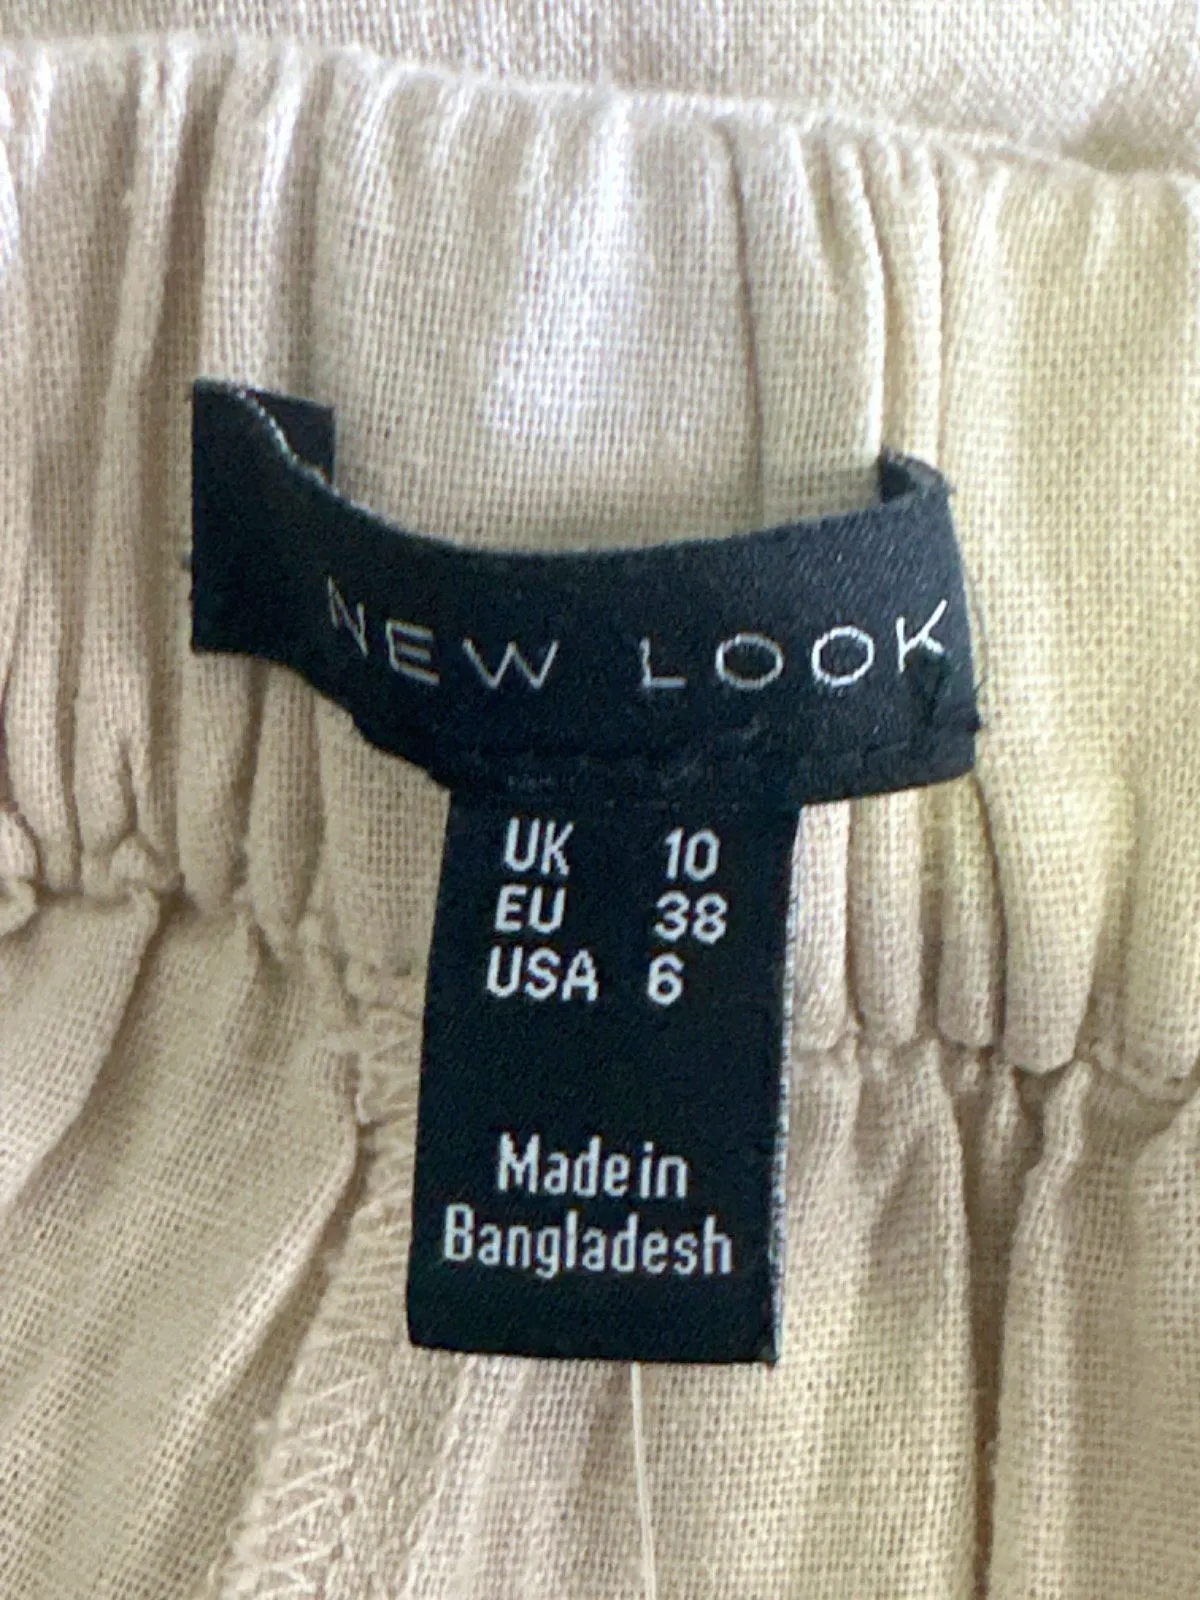 NEW LOOK
UK 10
EU 38
USA 6
Made in
Bangladesh